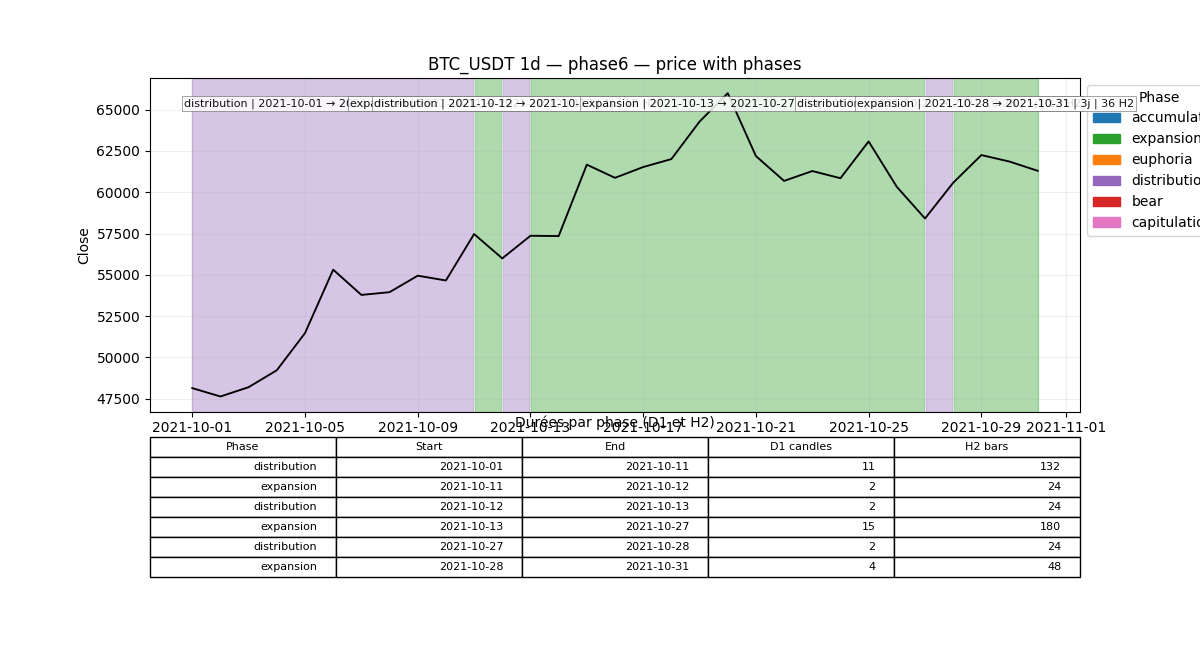 BTC_USDT 1d — phase6 — price with phases
distribution | 2021-10-01 → 20
expa
distribution | 2021-10-12 → 2021-10-
expansion | 2021-10-13 → 2021-10-27
distributio
expansion | 2021-10-28 → 2021-10-31 | 3j | 36 H2
Phase
accumulat
expansion
euphoria
distributio
bear
capitulatio
Close
65000
62500
60000
57500
55000
52500
50000
47500
2021-10-01 2021-10-05 2021-10-09 2021-10-13 2021-10-17 2021-10-21 2021-10-25 2021-10-29 2021-11-01
Durées par phase (D1 et H2)
Phase Start End D1 candles H2 bars
distribution 2021-10-01 2021-10-11 11 132
expansion 2021-10-11 2021-10-12 2 24
distribution 2021-10-12 2021-10-13 2 24
expansion 2021-10-13 2021-10-27 15 180
distribution 2021-10-27 2021-10-28 2 24
expansion 2021-10-28 2021-10-31 4 48